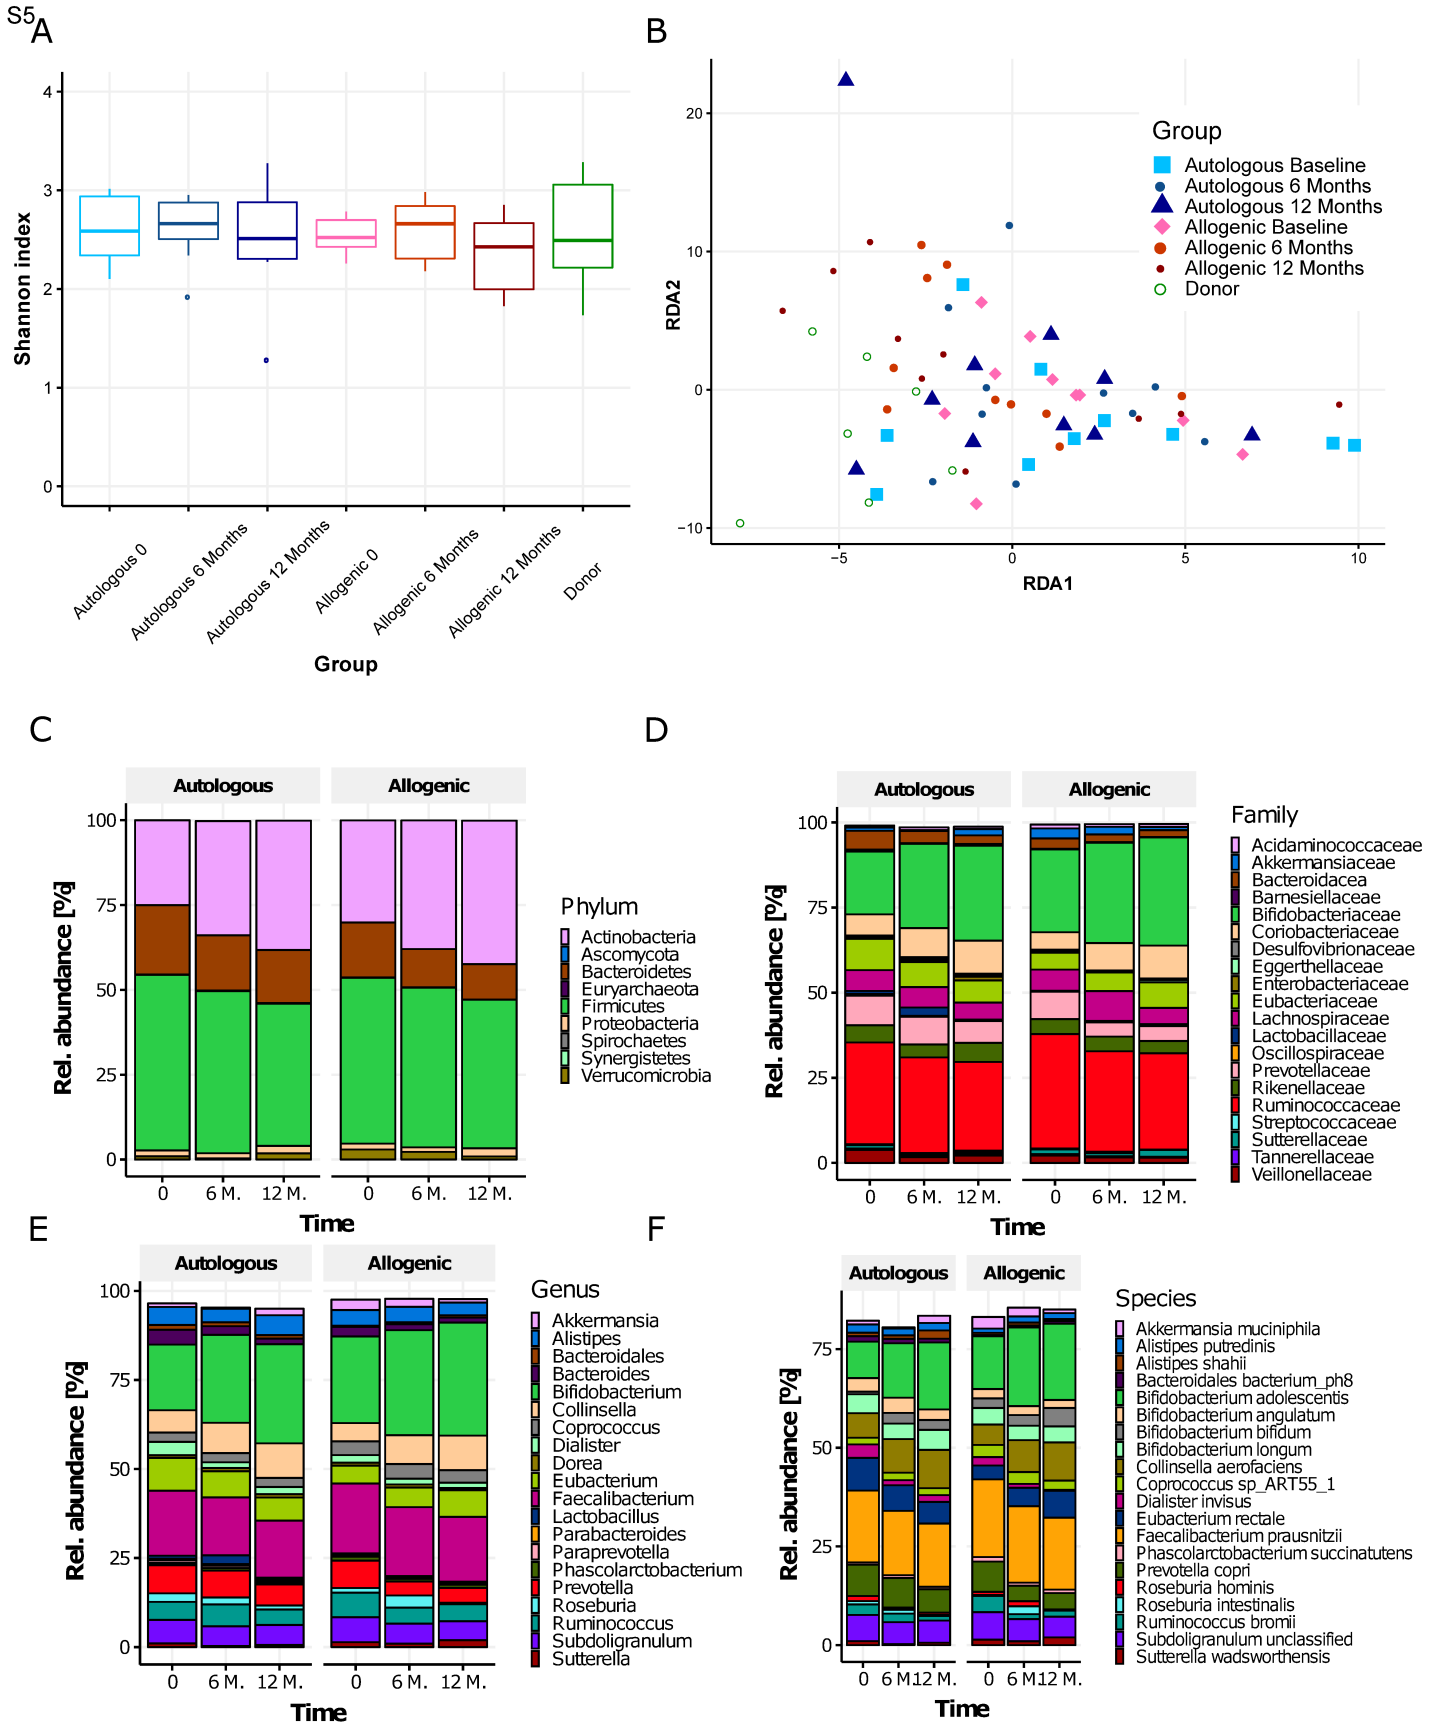 S5
A
4
3
2
1
0
Shannon index
Autologous 0
Autologous 6 Months
Autologous 12 Months
Allogenic 0
Allogenic 6 Months
Allogenic 12 Months
Donor
Group
B
20
10
0
−10
RDA2
−5
0
5
10
RDA1
Group
Autologous Baseline
Autologous 6 Months
Autologous 12 Months
Allogenic Baseline
Allogenic 6 Months
Allogenic 12 Months
Donor
C
Autologous
Allogenic
100
75
50
25
0
Rel. abundance [%]
0
6 M.
12 M.
0
6 M.
12 M.
Time
Phylum
Actinobacteria
Ascomycota
Bacteroidetes
Euryarchaeota
Firmicutes
Proteobacteria
Spirochaetes
Synergistetes
Verrucomicrobia
D
Autologous
Allogenic
100
75
50
25
0
Rel. abundance [%]
0
6 M.
12 M.
0
6 M.
12 M.
Time
Family
Acidaminococcaceae
Akkermansiaceae
Bacteroidacea
Barnesiellaceae
Bifidobacteriaceae
Coriobacteriaceae
Desulfovibrionaceae
Eggerthellaceae
Enterobacteriaceae
Eubacteriaceae
Lachnospiraceae
Lactobacillaceae
Oscillospiraceae
Prevotellaceae
Rikenellaceae
Ruminococcaceae
Streptococcaceae
Sutterellaceae
Tannerellaceae
Veillonellaceae
E
Autologous
Allogenic
100
75
50
25
0
Rel. abundance [%]
0
6 M.
12 M.
0
6 M.
12 M.
Time
Genus
Akkermansia
Alistipes
Bacteroidales
Bacteroides
Bifidobacterium
Collinsella
Coprococcus
Dialister
Dorea
Eubacterium
Faecalibacterium
Lactobacillus
Parabacteroides
Paraprevotella
Phascolarctobacterium
Prevotella
Roseburia
Ruminococcus
Subdoligranulum
Sutterella
F
Autologous
Allogenic
75
50
25
0
Rel. abundance [%]
0
6 M.
12 M.
0
6 M.
12 M.
Time
Species
Akkermansia muciniphila
Alistipes putredinis
Alistipes shahii
Bacteroidales bacterium_ph8
Bifidobacterium adolescentis
Bifidobacterium angulatum
Bifidobacterium bifidum
Bifidobacterium longum
Collinsella aerofaciens
Coprococcus sp_ART55_1
Dialister invisus
Eubacterium rectale
Faecalibacterium prausnitzii
Phascolarctobacterium succinatutens
Prevotella copri
Roseburia hominis
Roseburia intestinalis
Ruminococcus bromii
Subdoligranulum unclassified
Sutterella wadsworthensis